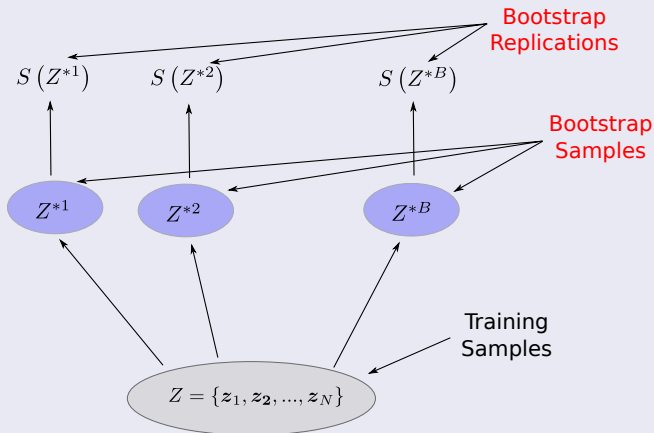 Bootstrap
Replications
S (Z*1) S (Z*2) S (Z*B)
Bootstrap
Samples
Z*1 Z*2 Z*B
Training
Samples
Z = {z1, z2, ..., zN}